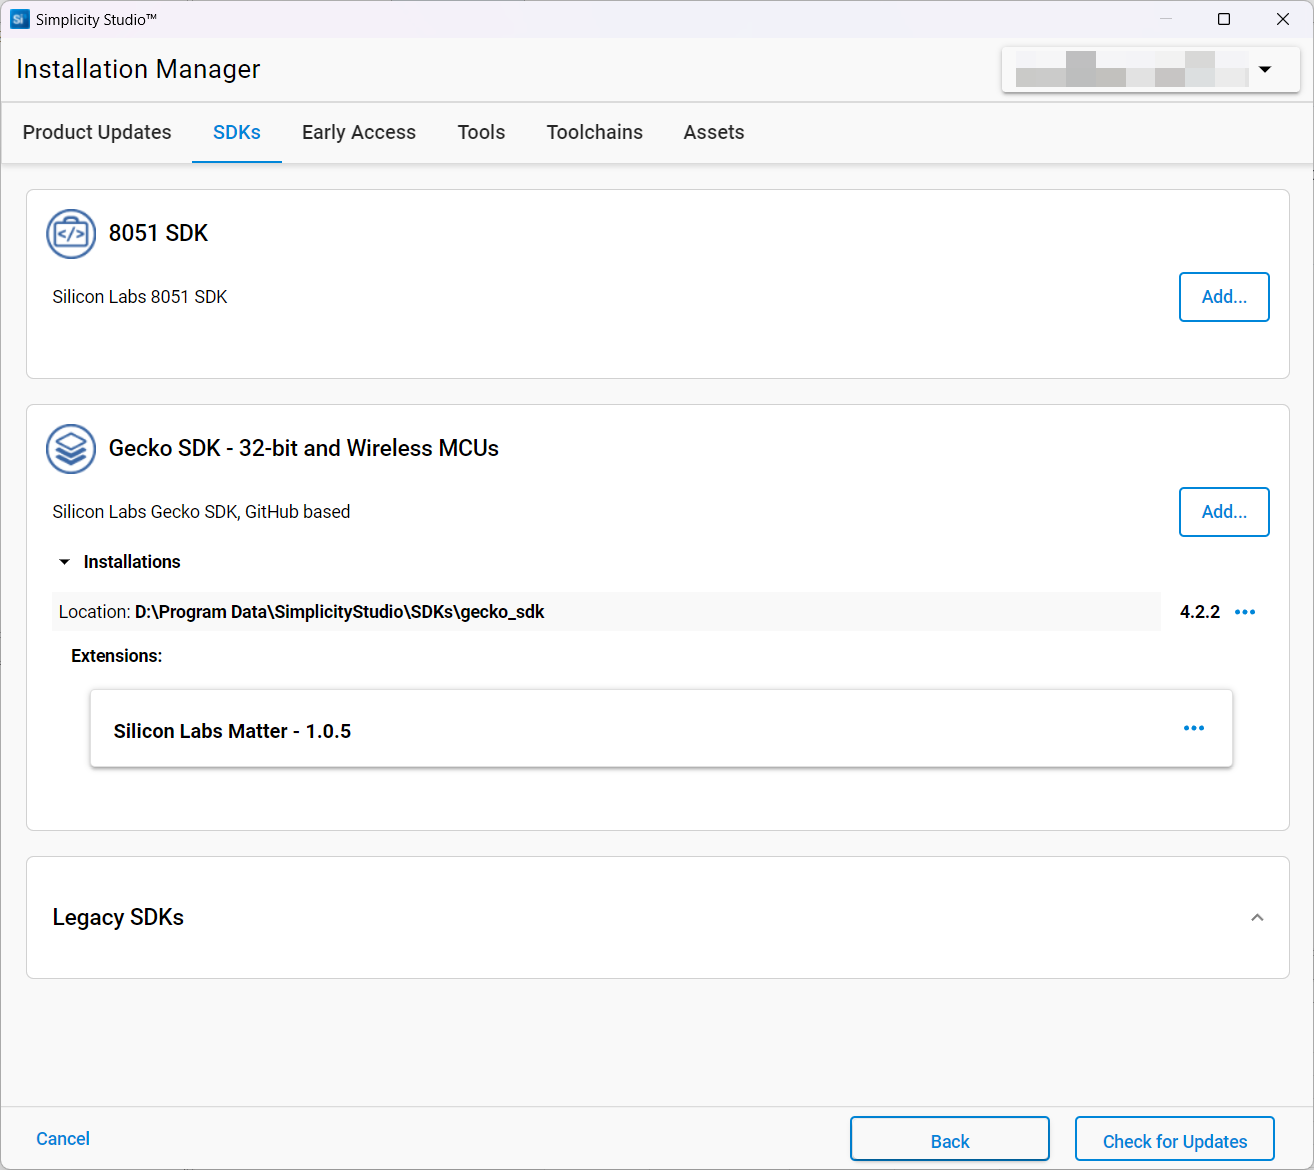 Si
Simplicity Studio™
Installation Manager
Product Updates SDKs Early Access Tools Toolchains Assets
8051 SDK
Silicon Labs 8051 SDK
Add...
Gecko SDK - 32-bit and Wireless MCUs
Silicon Labs Gecko SDK, GitHub based
Add...
Installations
Location: D:\Program Data\SimplicityStudio\SDKs\gecko_sdk 4.2.2
Extensions:
Silicon Labs Matter - 1.0.5
Legacy SDKs
Cancel Back Check for Updates